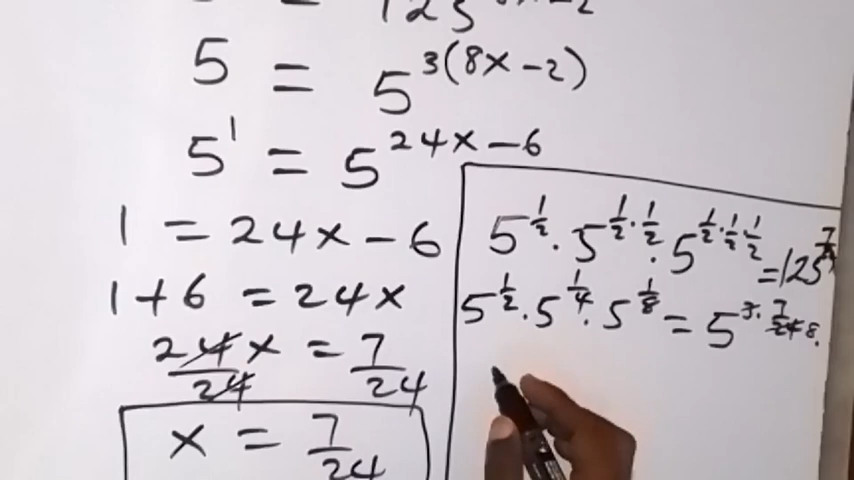 5 = 5^{3(8x-2)}
5^1 = 5^{24x-6}
1 = 24x - 6
1 + 6 = 24x
24x/24 = 7/24
x = 7/24
5^{1/2} . 5^{1/2 . 1/2} . 5^{1/2 . 1/2 . 1/2} = 125^{7/24}
5^{1/2} . 5^{1/4} . 5^{1/8} = 5^{3 . 7/24 8}.